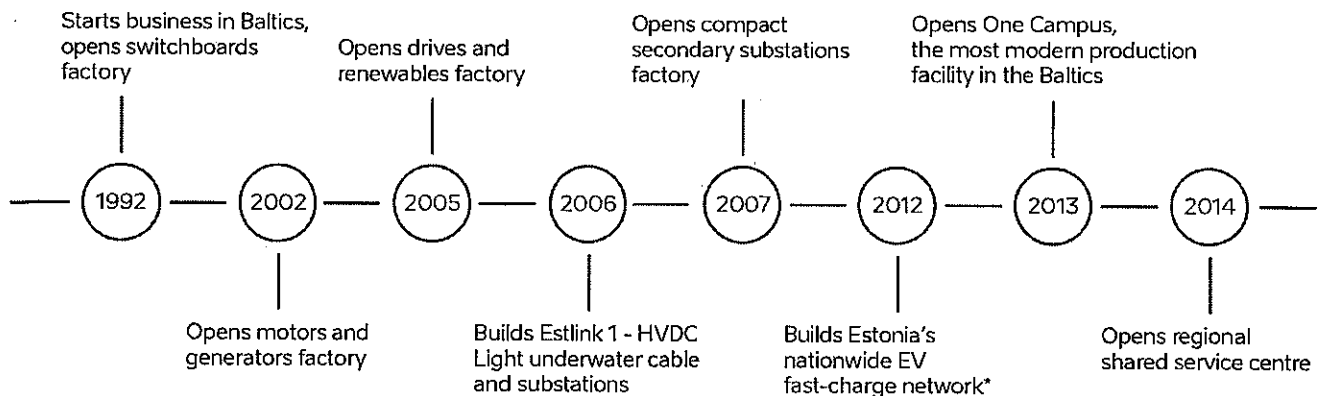 Starts business in Baltics,
opens switchboards
factory
Opens drives and
renewables factory
Opens compact
secondary substations
factory
Opens One Campus,
the most modern production
facility in the Baltics
1992
2002
2005
2006
2007
2012
2013
2014
Opens motors and
generators factory
Builds Estlink 1 - HVDC
Light underwater cable
and substations
Builds Estonia's
nationwide EV
fast-charge network*
Opens regional
shared service centre